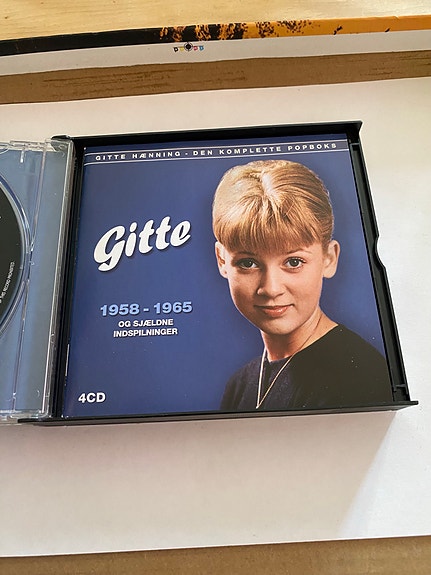 GITTE HÆNNING - DEN KOMPLETTE POPBOKS
Gitte
1958 - 1965
OG SJÆLDNE
INDSPILNINGER
4CD